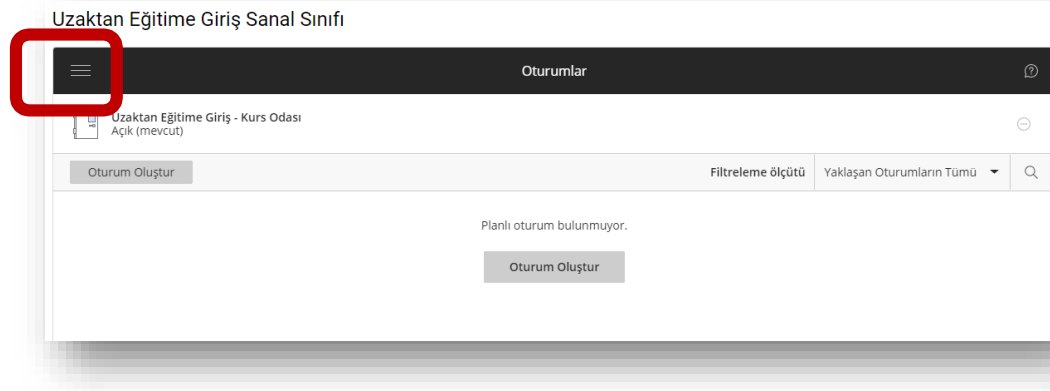 Uzaktan Eğitime Giriş Sanal Sınıfı
Oturumlar
Uzaktan Eğitime Giriş - Kurs Odası
Açık (mevcut)
Oturum Oluştur
Filtreleme ölçütü
Yaklaşan Oturumların Tümü
Planlı oturum bulunmuyor.
Oturum Oluştur